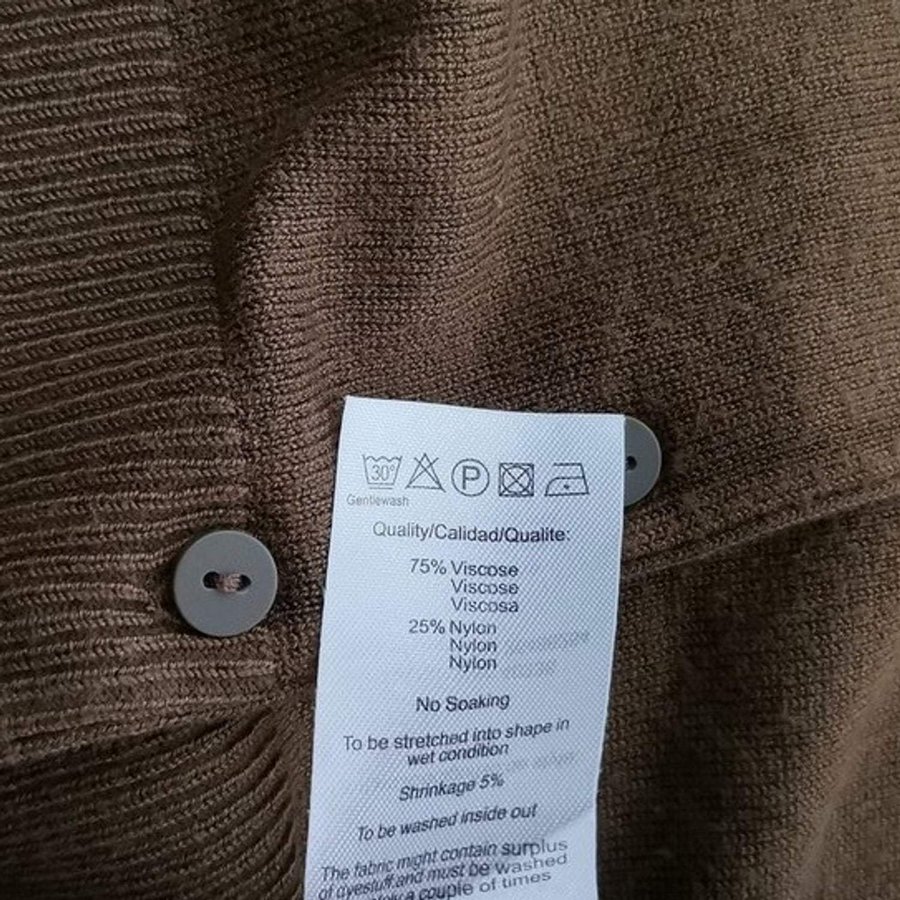 30°
P
Gentlewash
Quality/Calidad/Qualite:
75% Viscose
Viscose
Viscosa
25% Nylon
Nylon
Nylon
No Soaking
To be stretched into shape in
wet condition
Shrinkage 5%
To be washed inside out
The fabric might contain surplus
of dyestuff and must be washed
a couple of times